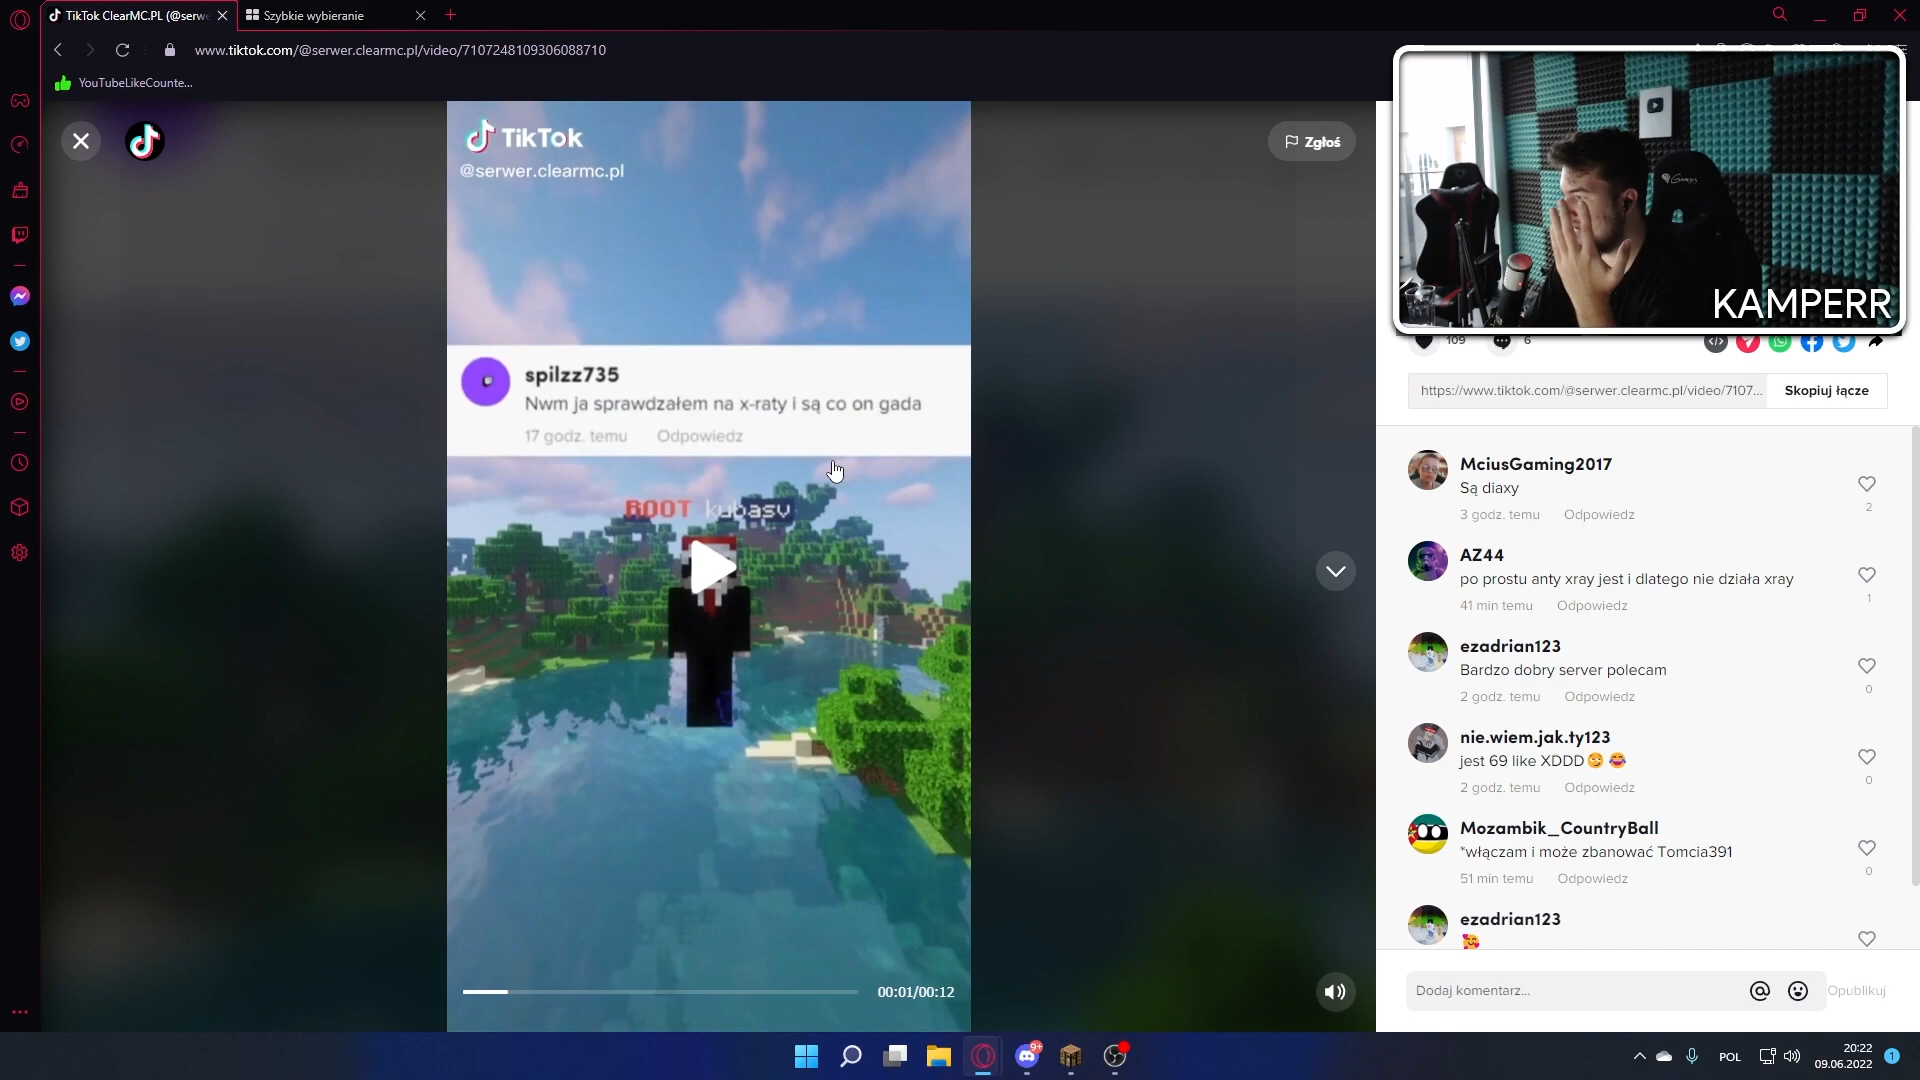 TikTok ClearMC.PL (@serwe
Szybkie wybieranie
www.tiktok.com/@serwer.clearmc.pl/video/7107248109306088710
YouTubeLikeCounte...
TikTok
@serwer.clearmc.pl
Zgłoś
spilzz735
Nwm ja sprawdzałem na x-raty i są co on gada
17 godz. temu Odpowiedz
ROOT kubasv
00:01/00:12
KAMPERR
109 6
https://www.tiktok.com/@serwer.clearmc.pl/video/7107... Skopiuj łącze
MciusGaming2017
Są diaxy
2
3 godz. temu Odpowiedz
AZ44
po prostu anty xray jest i dlatego nie działa xray
1
41 min temu Odpowiedz
ezadrian123
Bardzo dobry server polecam
0
2 godz. temu Odpowiedz
nie.wiem.jak.ty123
jest 69 like XDDD😏😂
0
2 godz. temu Odpowiedz
Mozambik_CountryBall
*włączam i może zbanować Tomcia391
0
51 min temu Odpowiedz
ezadrian123
🥰
Dodaj komentarz... Opublikuj
9+
POL
20:22
09.06.2022
1